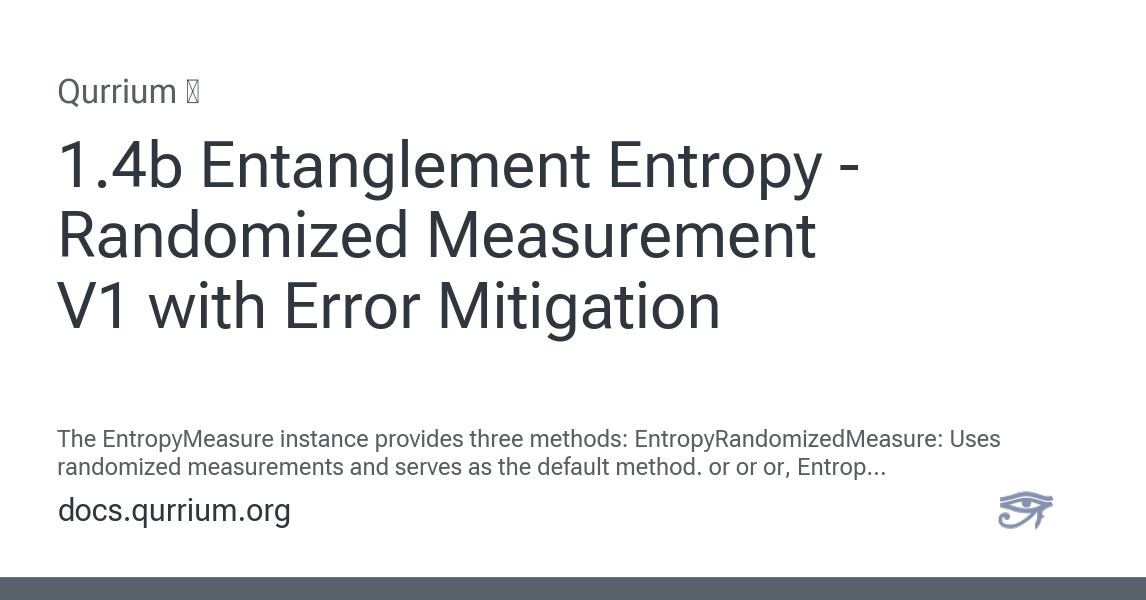 Qurrium
1.4b Entanglement Entropy -
Randomized Measurement
V1 with Error Mitigation
The EntropyMeasure instance provides three methods: EntropyRandomizedMeasure: Uses
randomized measurements and serves as the default method. or or or, Entrop...
docs.qurrium.org